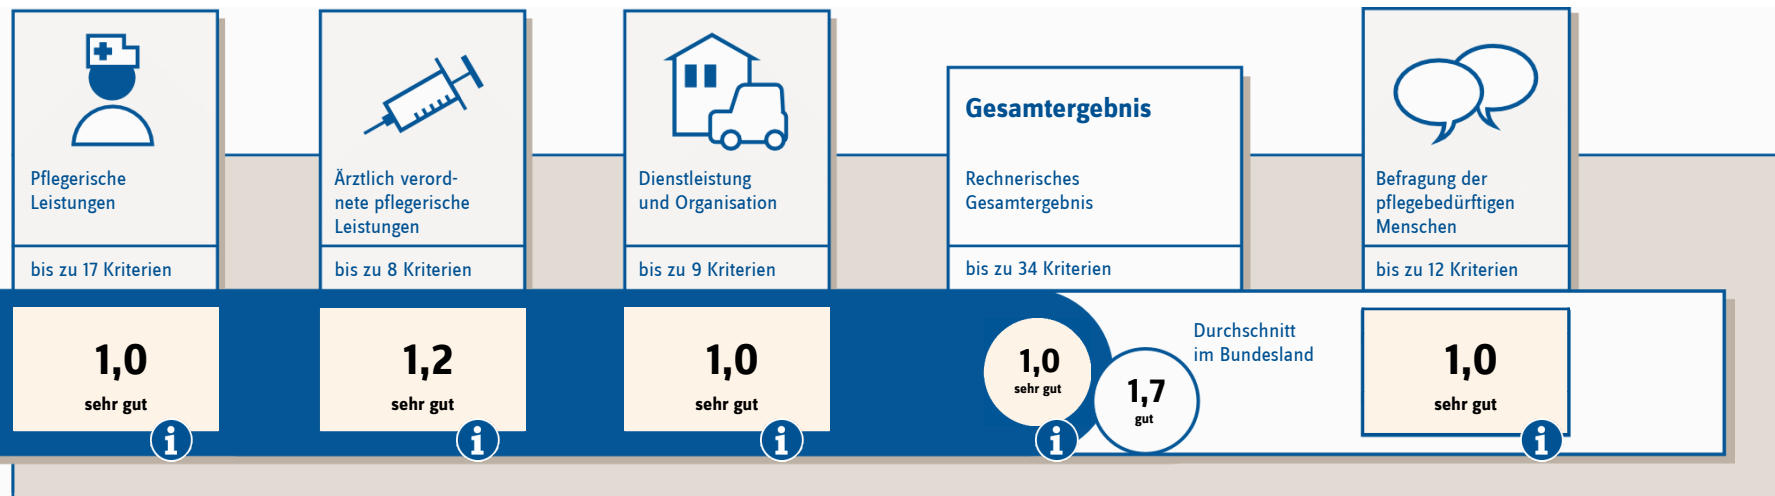 Pflegerische
Leistungen
bis zu 17 Kriterien
1,0
sehr gut
i
Ärztlich verord-
nete pflegerische
Leistungen
bis zu 8 Kriterien
1,2
sehr gut
i
Dienstleistung
und Organisation
bis zu 9 Kriterien
1,0
sehr gut
i
Gesamtergebnis
Rechnerisches
Gesamtergebnis
bis zu 34 Kriterien
1,0
sehr gut
i
1,7
gut
Durchschnitt
im Bundesland
Befragung der
pflegebedürftigen
Menschen
bis zu 12 Kriterien
1,0
sehr gut
i